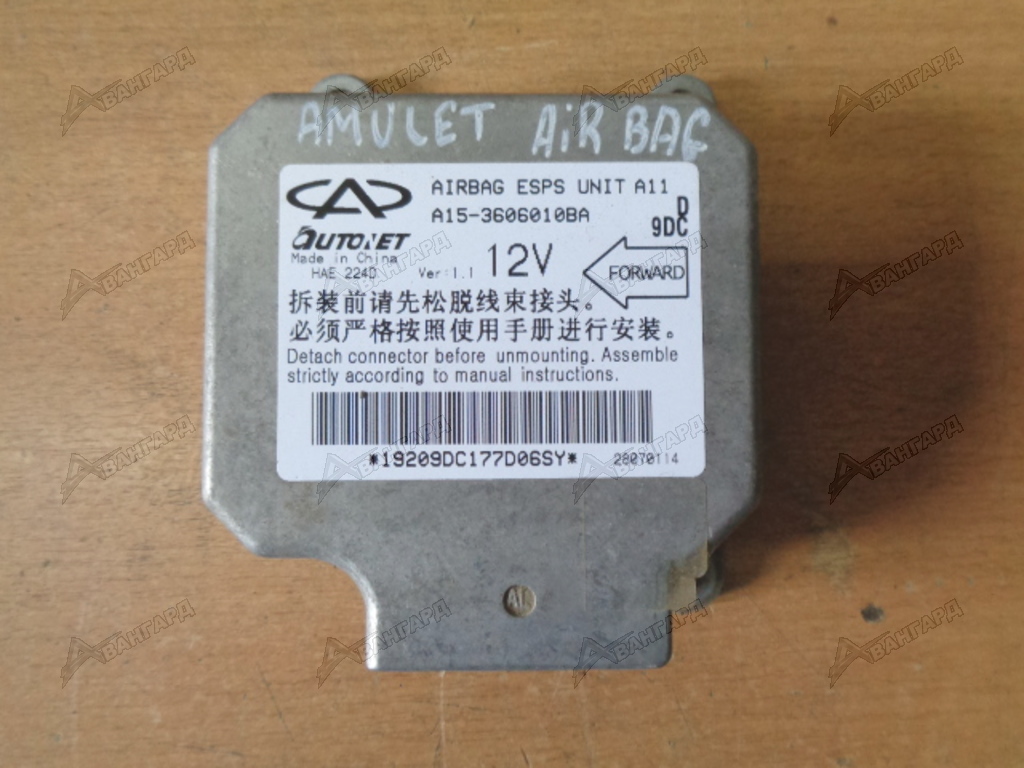 AMULET AiR BAG
AIRBAG ESPS UNIT A11
A15-3606010BA
D
9DC
AUTONET
Made in China
HAE 224D Ver:1.1 12V
FORWARD
拆装前请先松脱线束接头。
必须严格按照使用手册进行安装。
Detach connector before unmounting. Assemble
strictly according to manual instructions.
*19209DC177D06SY* 20070114
AL
АВАНГАРД